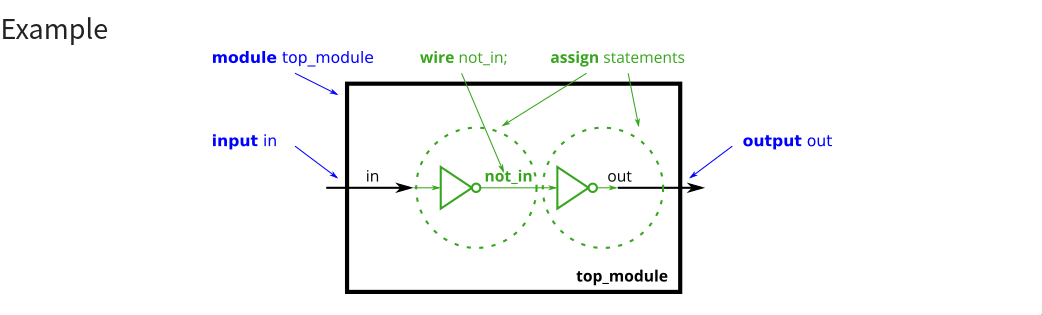 Example
module top_module
wire not_in;
assign statements
input in
output out
in
not_in
out
top_module